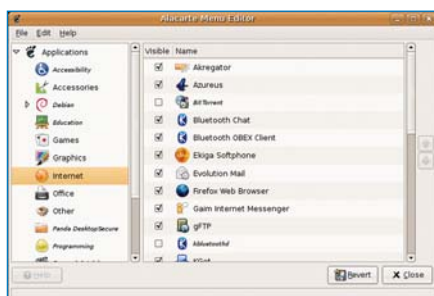 Alacarte Menu Editor
File Edit Help
Applications
Accessibility
Accessories
Debian
Education
Games
Graphics
Internet
Office
Other
Panda DesktopSecure
Programming
Visible Name
Akregator
Azureus
BitTorrent
Bluetooth Chat
Bluetooth OBEX Client
Ekiga Softphone
Evolution Mail
Firefox Web Browser
Gaim Internet Messenger
gFTP
kbluetoothd
KGet
Help
Revert
Close